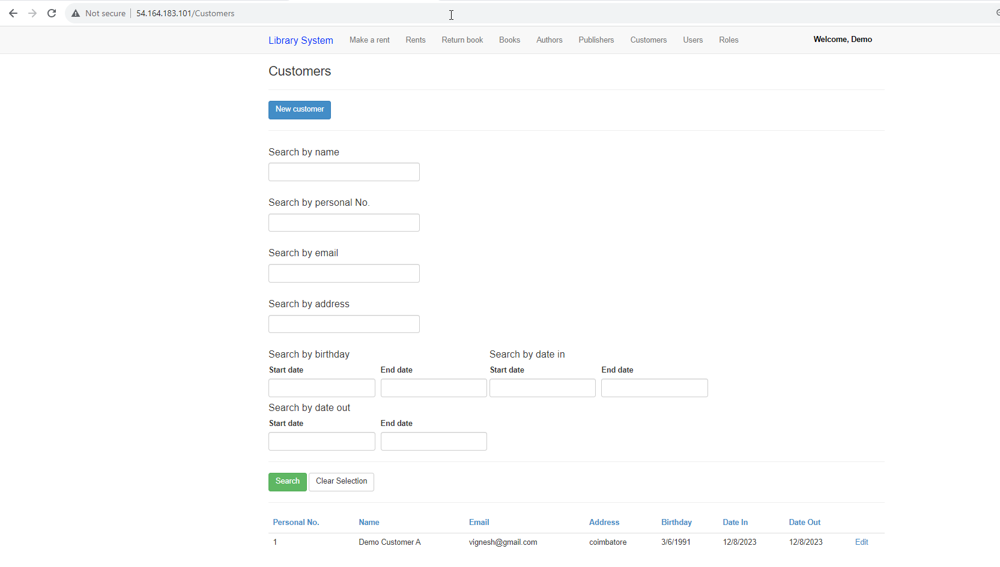 Not secure 54.164.183.101/Customers
Library System Make a rent Rents Return book Books Authors Publishers Customers Users Roles Welcome, Demo
Customers
New customer
Search by name
Search by personal No.
Search by email
Search by address
Search by birthday Search by date in
Start date End date Start date End date
Search by date out
Start date End date
Search Clear Selection
Personal No. Name Email Address Birthday Date In Date Out
1 Demo Customer A vignesh@gmail.com coimbatore 3/6/1991 12/8/2023 12/8/2023 Edit